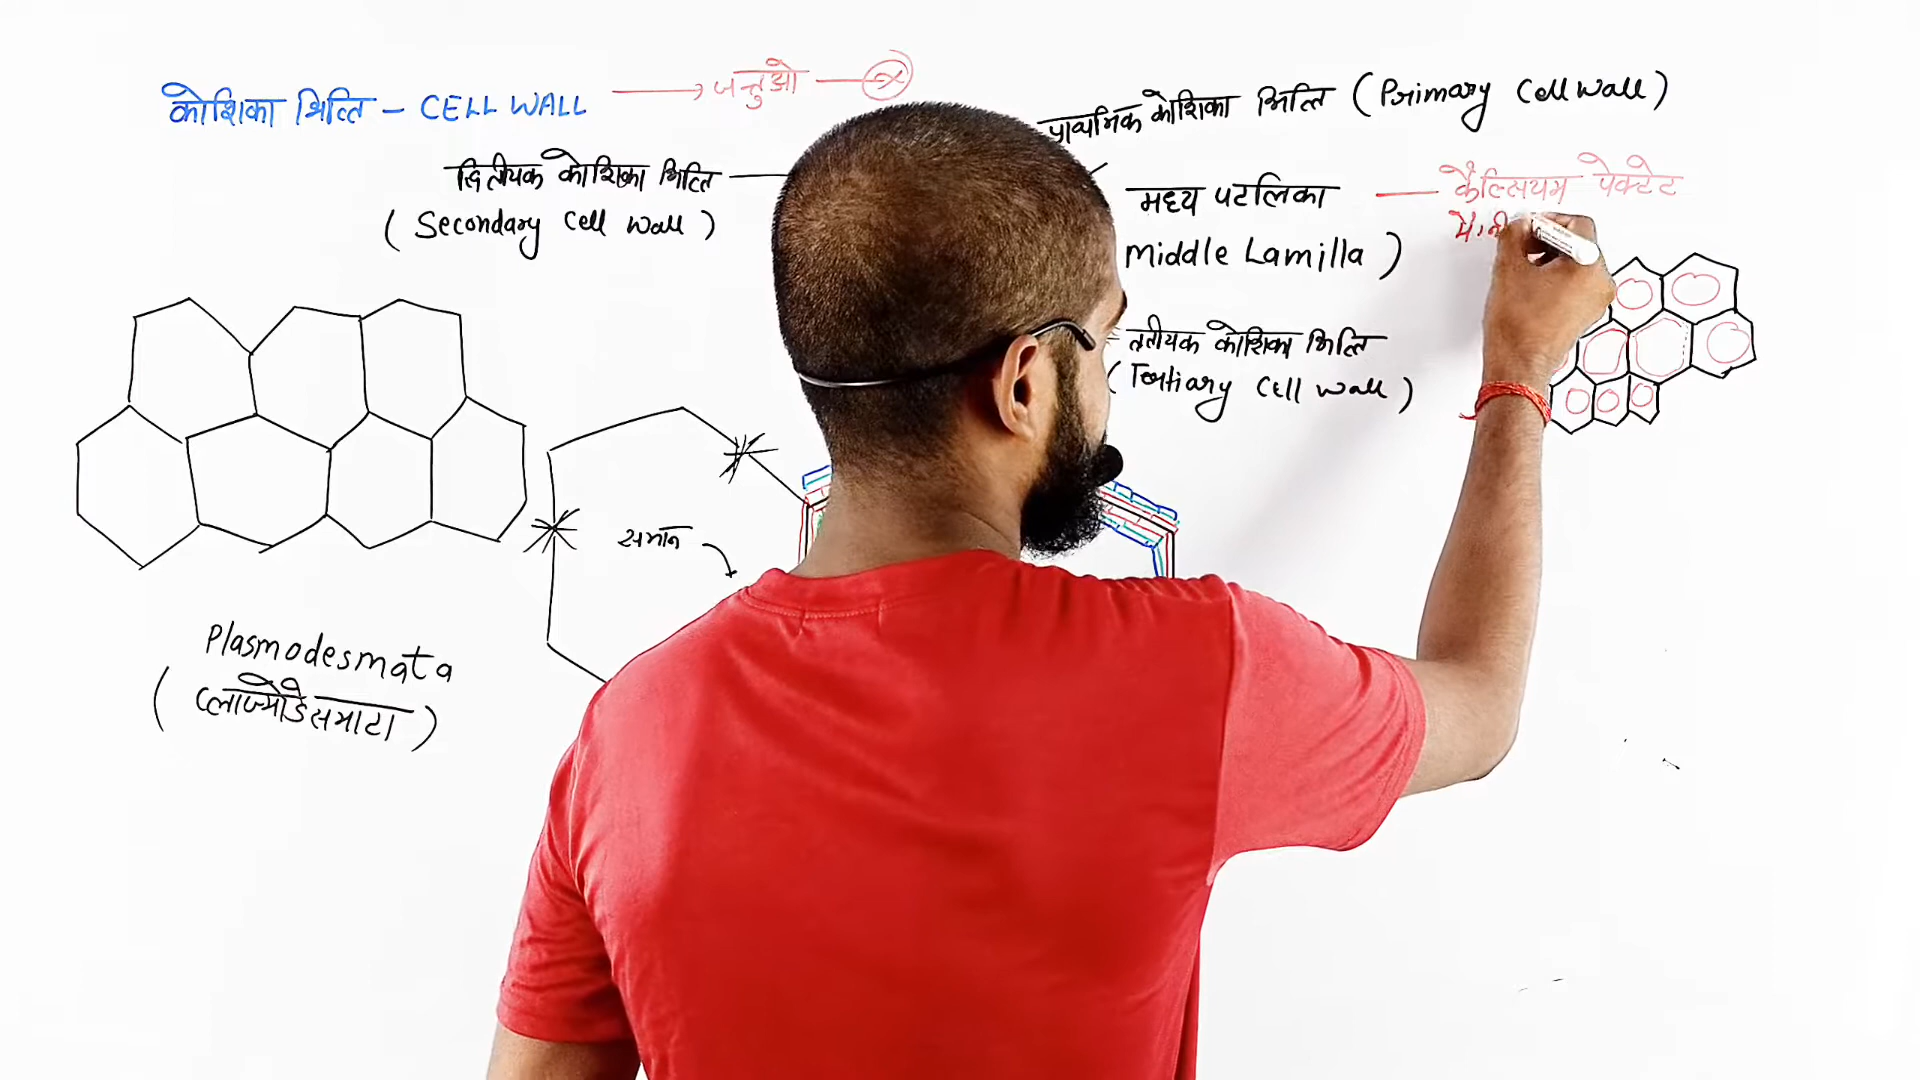 कोशिका भित्ति - CELL WALL → जन्तुओ — ×
प्राथमिक कोशिका भित्ति (Primary Cell Wall)
द्वितीयक कोशिका भित्ति
(Secondary Cell Wall)
मध्य पटलिका — कैल्सियम पेक्टेट
Middle Lamilla)
तृतीयक कोशिका भित्ति
(Tertiary Cell Wall)
समान
Plasmodesmata
(प्लाज्मोडेसमाटा)